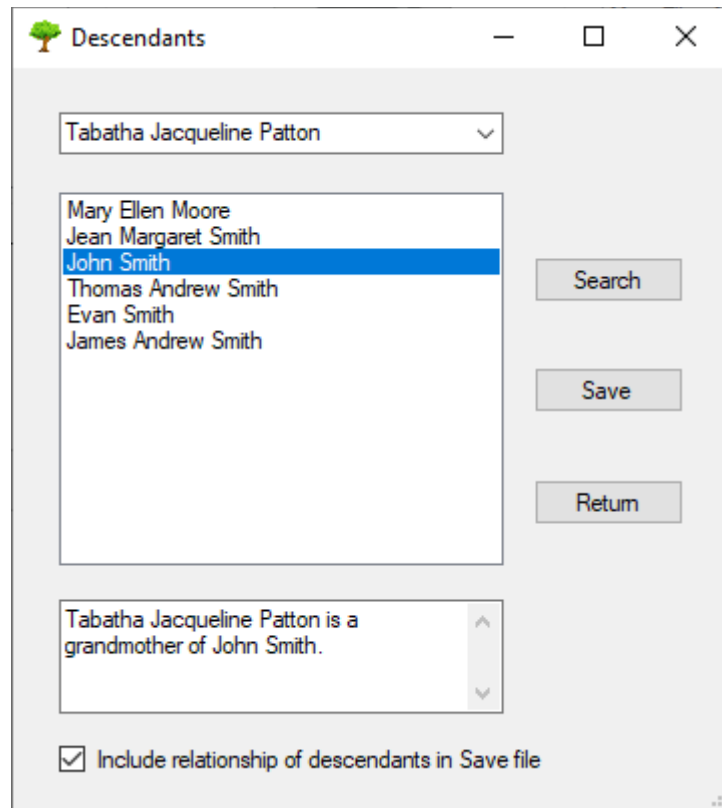 Descendants
Tabatha Jacqueline Patton
Mary Ellen Moore
Jean Margaret Smith
John Smith
Thomas Andrew Smith
Evan Smith
James Andrew Smith
Search
Save
Return
Tabatha Jacqueline Patton is a
grandmother of John Smith.
Include relationship of descendants in Save file